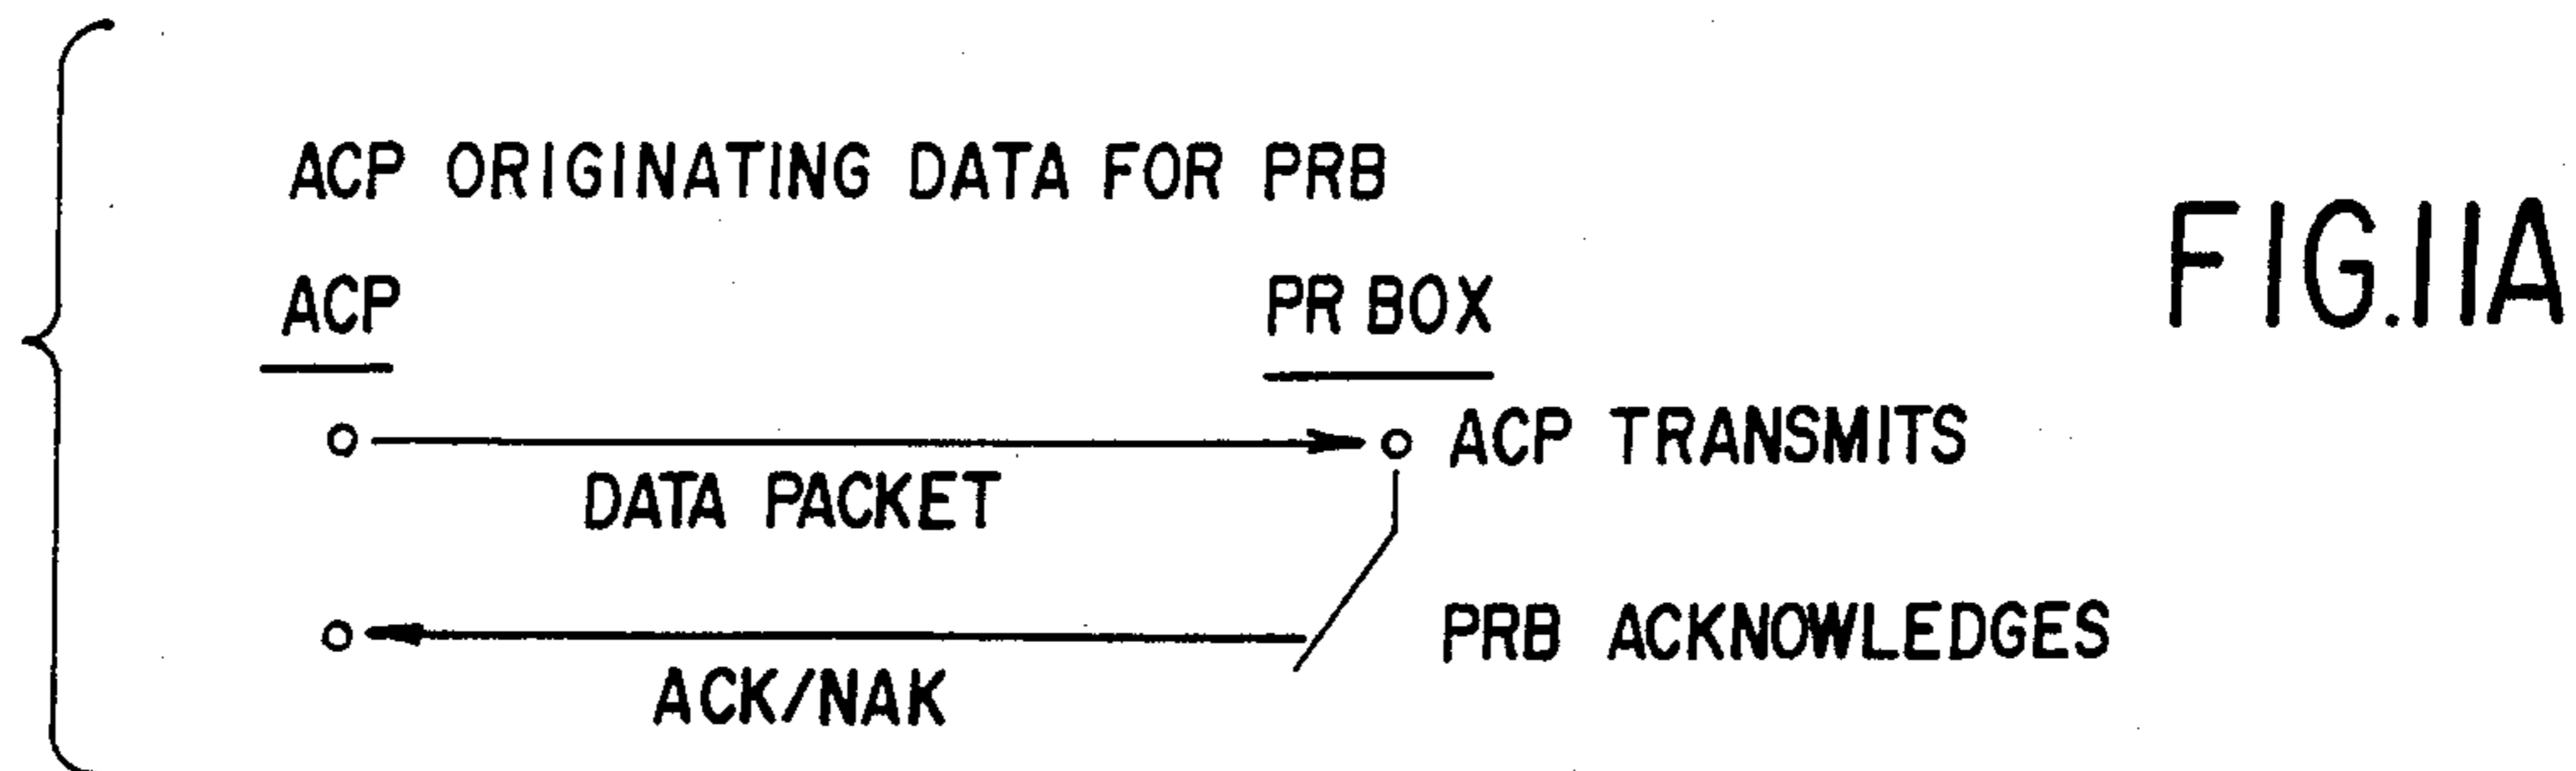 ACP ORIGINATING DATA FOR PRB
FIG.11A
ACP PR BOX
ACP TRANSMITS
DATA PACKET
PRB ACKNOWLEDGES
ACK/NAK